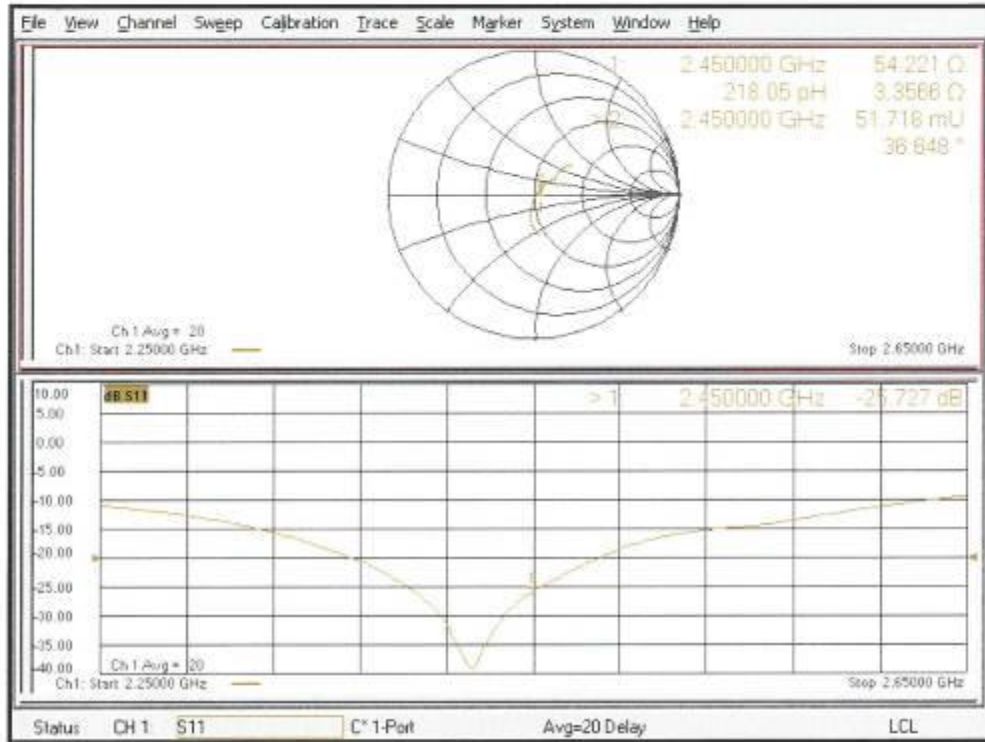 File View Channel Sweep Calibration Trace Scale Marker System Window Help
1 2.450000 GHz 54.221 Ω
218.05 pH 3.3566 Ω
>2 2.450000 GHz 51.718 mU
36.648 °
Ch 1 Avg = 20
Ch1: Start 2.25000 GHz Stop 2.65000 GHz
10.00 dB S11 > 1 2.450000 GHz -25.727 dB
5.00
0.00
-5.00
-10.00
-15.00
-20.00
-25.00 1
-30.00
-35.00
-40.00 Ch 1 Avg = 20
Ch1: Start 2.25000 GHz Stop 2.65000 GHz
Status CH 1: S11 C* 1-Port Avg=20 Delay LCL